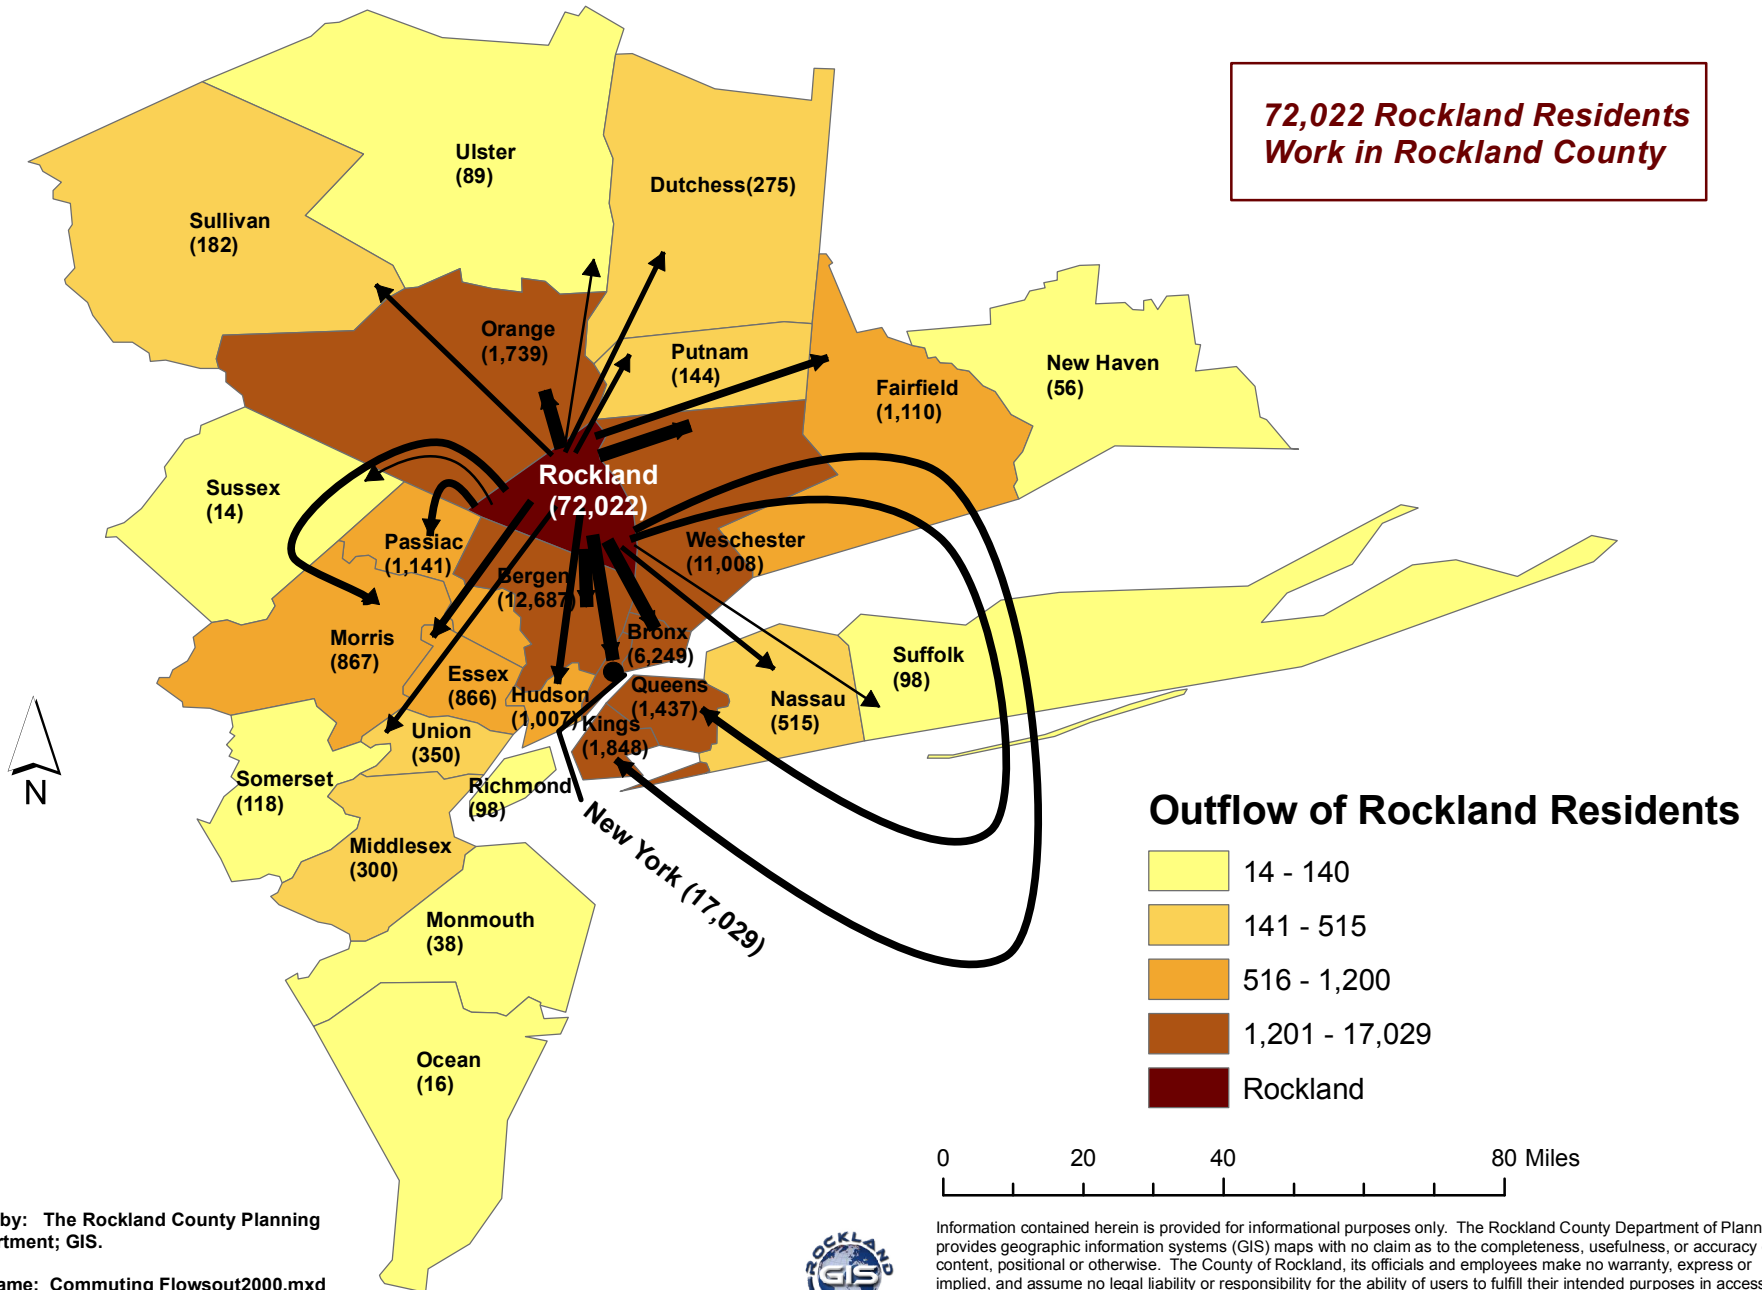 72,022 Rockland Residents
Work in Rockland County
Ulster
(89)
Dutchess(275)
Sullivan
(182)
Orange
(1,739)
Putnam
(144)
New Haven
(56)
Fairfield
(1,110)
Rockland
(72,022)
Sussex
(14)
Passiac
(1,141)
Weschester
(11,008)
Bergen
(12,687)
Morris
(867)
Bronx
(6,249)
Suffolk
(98)
Essex
(866)
Hudson
(1,007)
Queens
(1,437)
Nassau
(515)
Kings
(1,848)
Union
(350)
Somerset
(118)
Richmond
(98)
N
New York (17,029)
Middlesex
(300)
Monmouth
(38)
Ocean
(16)
Outflow of Rockland Residents
14 - 140
141 - 515
516 - 1,200
1,201 - 17,029
Rockland
0 20 40 80 Miles
by: The Rockland County Planning
rtment; GIS.
ame: Commuting Flowsout2000.mxd
ROCKLAND
GIS
Information contained herein is provided for informational purposes only. The Rockland County Department of Plann
provides geographic information systems (GIS) maps with no claim as to the completeness, usefulness, or accuracy
content, positional or otherwise. The County of Rockland, its officials and employees make no warranty, express or
implied, and assume no legal liability or responsibility for the ability of users to fulfill their intended purposes in access